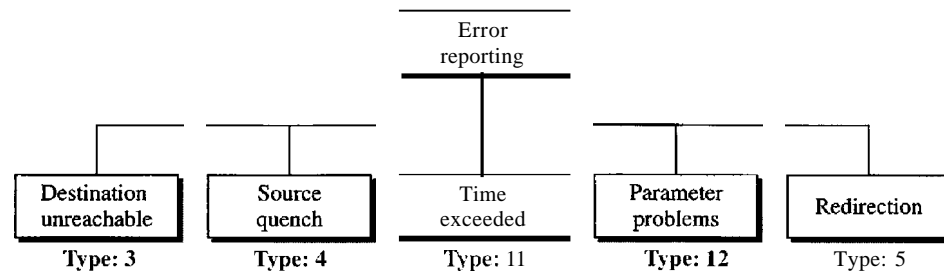 Error
reporting
Destination
unreachable
Source
quench
Time
exceeded
Parameter
problems
Redirection
Type: 3
Type: 4
Type: 11
Type: 12
Type: 5